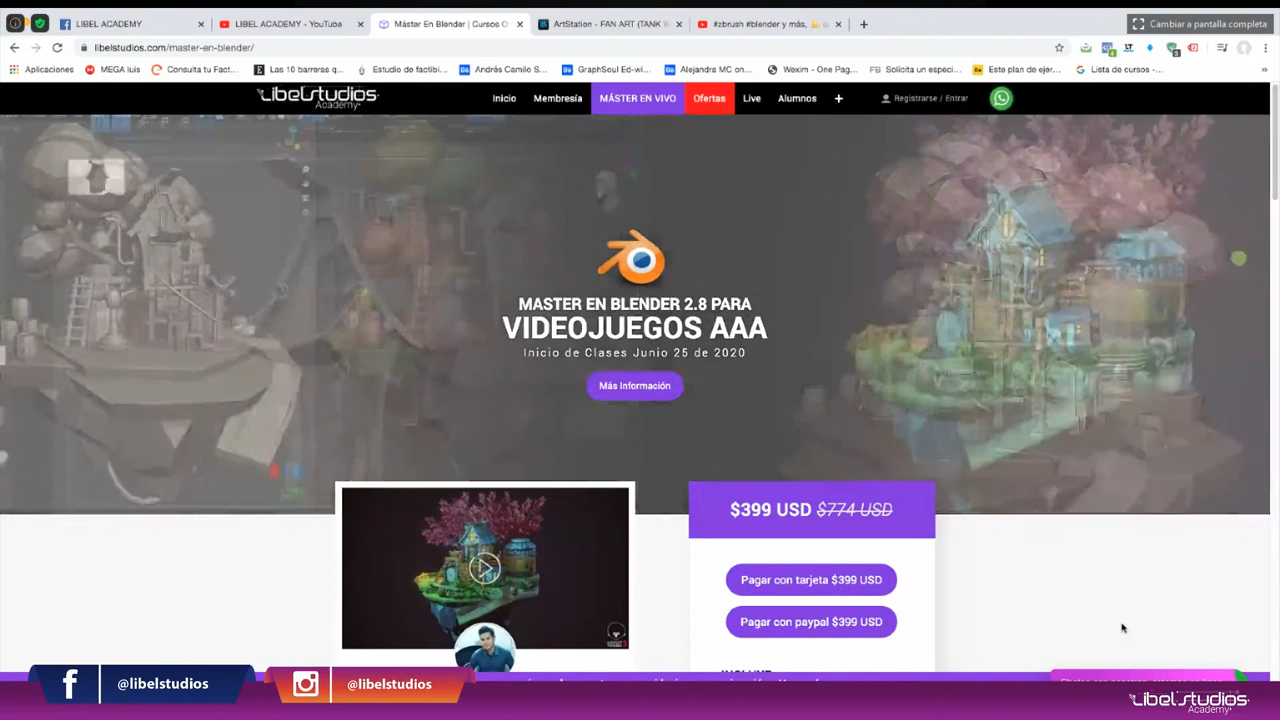 LIBEL ACADEMY
LIBEL ACADEMY - YouTube
Máster En Blender | Cursos O
ArtStation - FAN ART (TANK W
#zbrush #blender y más,
Cambiar a pantalla completa
libelstudios.com/master-en-blender/
Aplicaciones
MEGA luis
Consulta tu Fact...
Las 10 barreras q...
Estudio de factibi...
Andrés Camilo S...
GraphSoul Ed-wi...
Alejandra MC on...
Wexim - One Pag...
Solicita un especi...
Este plan de ejer...
Lista de cursos -...
Libelstudios
Academy
Inicio
Membresía
MÁSTER EN VIVO
Ofertas
Live
Alumnos
+
Registrarse / Entrar
MASTER EN BLENDER 2.8 PARA
VIDEOJUEGOS AAA
Inicio de Clases Junio 25 de 2020
Más Información
$399 USD $774 USD
Pagar con tarjeta $399 USD
Pagar con paypal $399 USD
@libelstudios
@libelstudios
Libelstudios
Academy